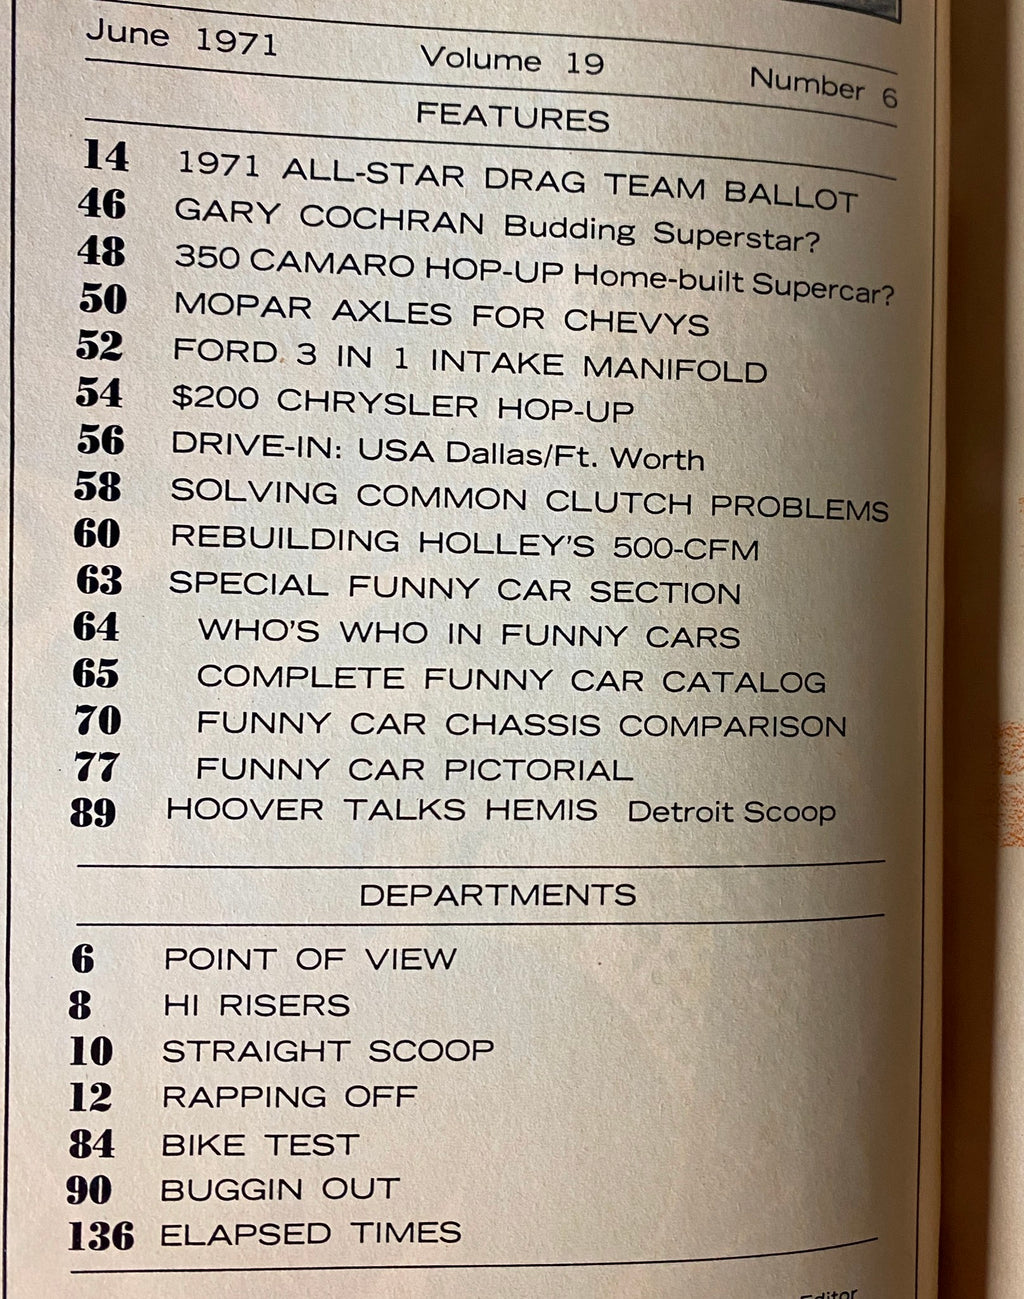 June 1971 Volume 19 Number 6
FEATURES
14 1971 ALL-STAR DRAG TEAM BALLOT
46 GARY COCHRAN Budding Superstar?
48 350 CAMARO HOP-UP Home-built Supercar?
50 MOPAR AXLES FOR CHEVYS
52 FORD 3 IN 1 INTAKE MANIFOLD
54 $200 CHRYSLER HOP-UP
56 DRIVE-IN: USA Dallas/Ft. Worth
58 SOLVING COMMON CLUTCH PROBLEMS
60 REBUILDING HOLLEY'S 500-CFM
63 SPECIAL FUNNY CAR SECTION
64 WHO'S WHO IN FUNNY CARS
65 COMPLETE FUNNY CAR CATALOG
70 FUNNY CAR CHASSIS COMPARISON
77 FUNNY CAR PICTORIAL
89 HOOVER TALKS HEMIS Detroit Scoop
DEPARTMENTS
6 POINT OF VIEW
8 HI RISERS
10 STRAIGHT SCOOP
12 RAPPING OFF
84 BIKE TEST
90 BUGGIN OUT
136 ELAPSED TIMES
Editor